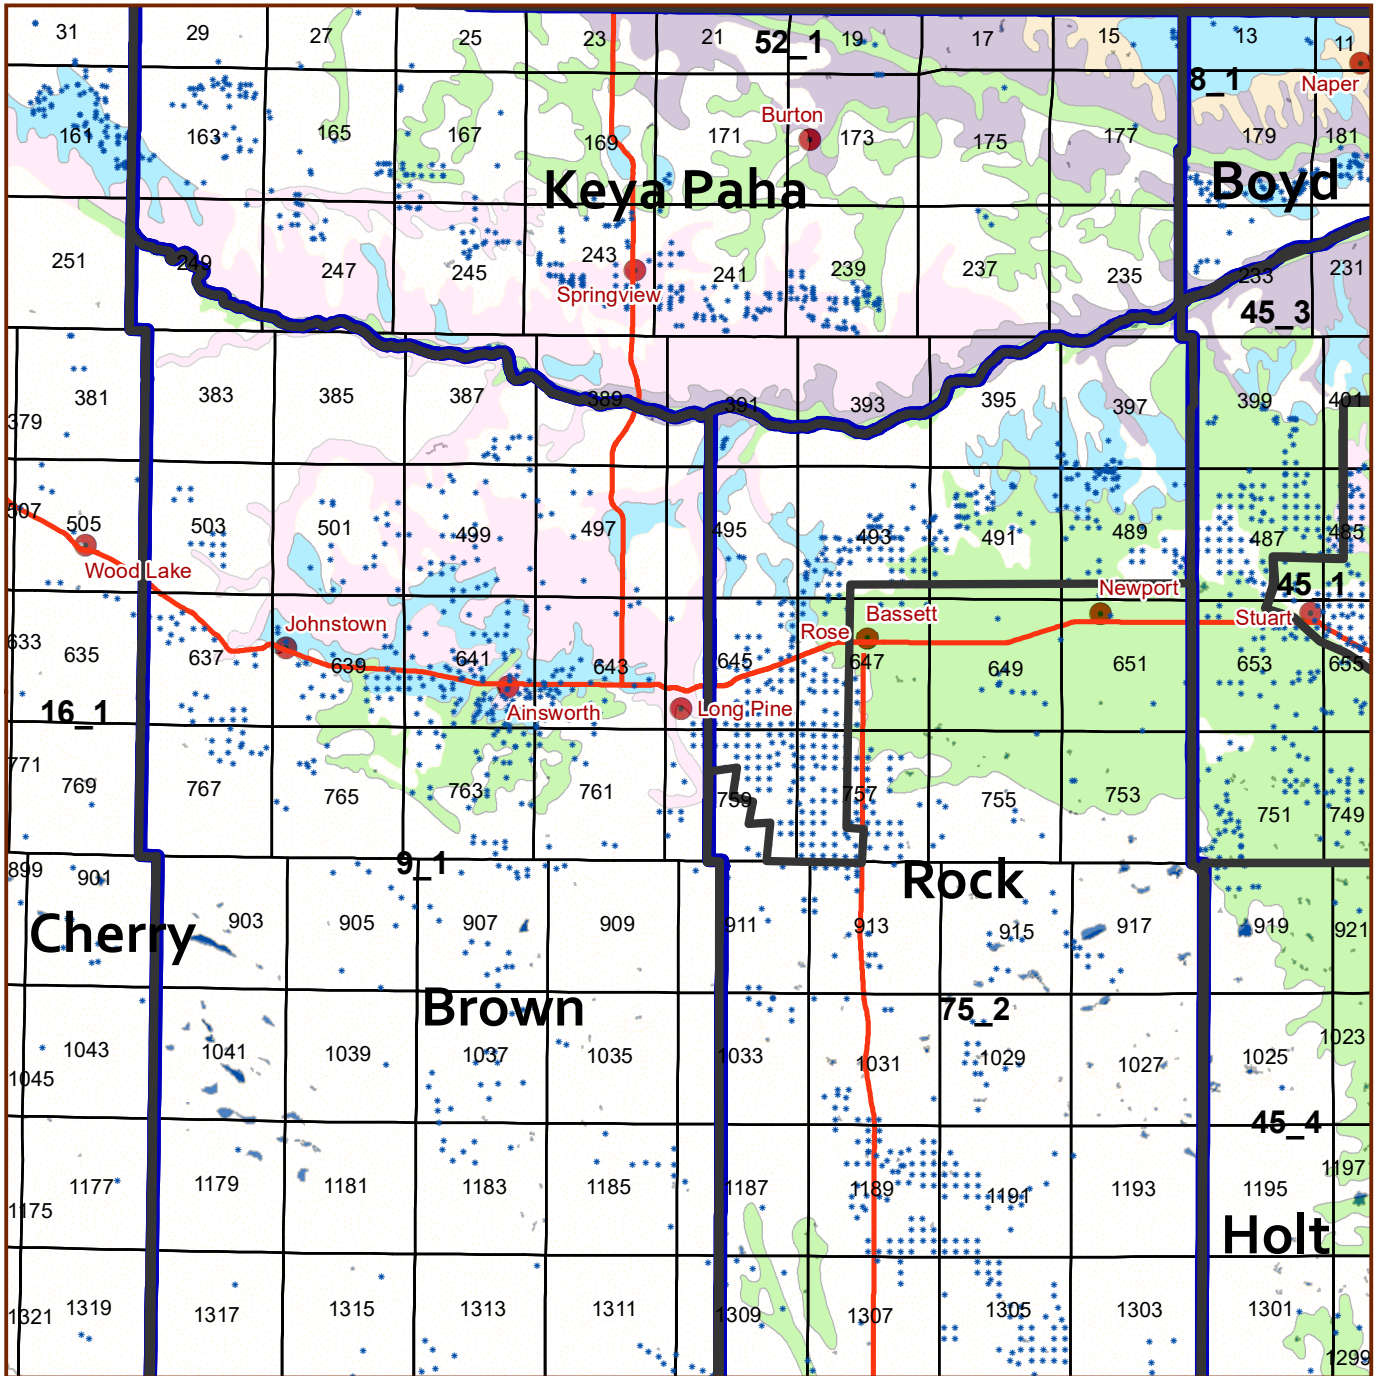 31 29 27 25 23 21 52_1 19 17 15 13 11
8_1 Naper
161 163 165 167 169 171 Burton 173 175 177 179 181
Keya Paha Boyd
251 249 247 245 243 241 239 237 235 233 231
Springview 45_3
379 381 383 385 387 389 391 393 395 397 399 401
507 505 503 501 499 497 495 493 491 489 487 485
Wood Lake Newport 45_1
Johnstown Rose Bassett Stuart
633 635 637 639 641 643 645 647 649 651 653 655
16_1 Ainsworth Long Pine
771 769 767 765 763 761 759 757 755 753 751 749
9_1 Rock
899 901 903 905 907 909 911 913 915 917 919 921
Cherry
Brown 75_2
1045 1043 1041 1039 1037 1035 1033 1031 1029 1027 1025 1023
45_4
1175 1177 1179 1181 1183 1185 1187 1189 1191 1193 1195 1197
Holt
1321 1319 1317 1315 1313 1311 1309 1307 1305 1303 1301 1299